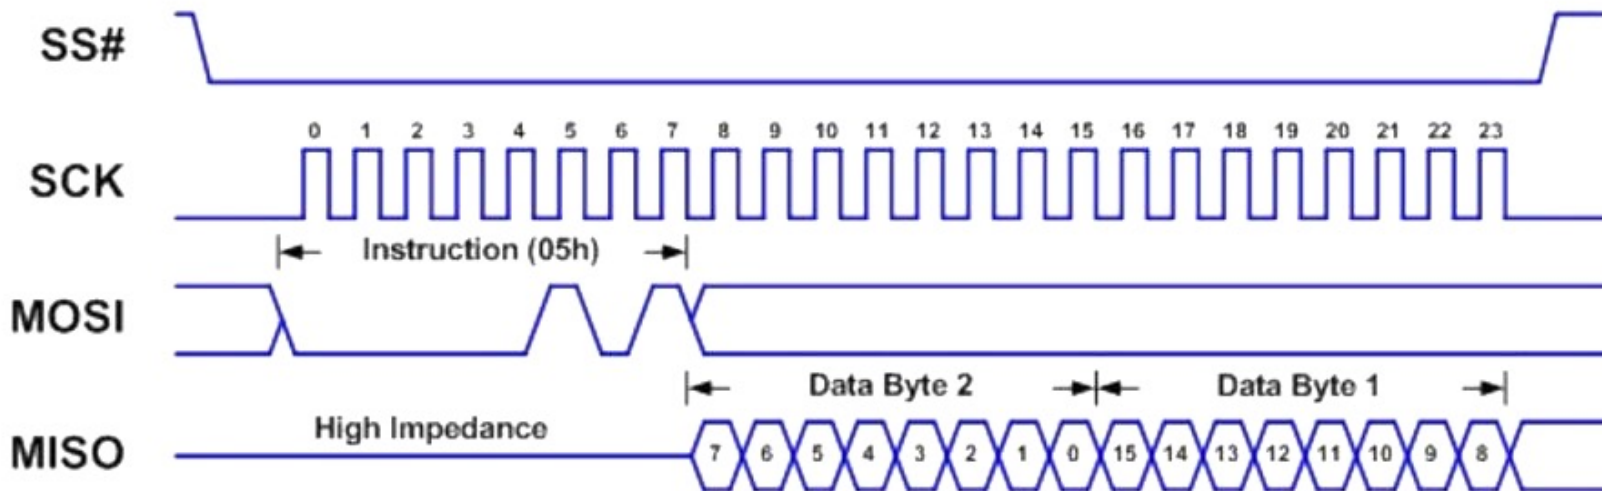 SS#
0 1 2 3 4 5 6 7 8 9 10 11 12 13 14 15 16 17 18 19 20 21 22 23
SCK
Instruction (05h)
MOSI
Data Byte 2 Data Byte 1
High Impedance
MISO
7 6 5 4 3 2 1 0 15 14 13 12 11 10 9 8